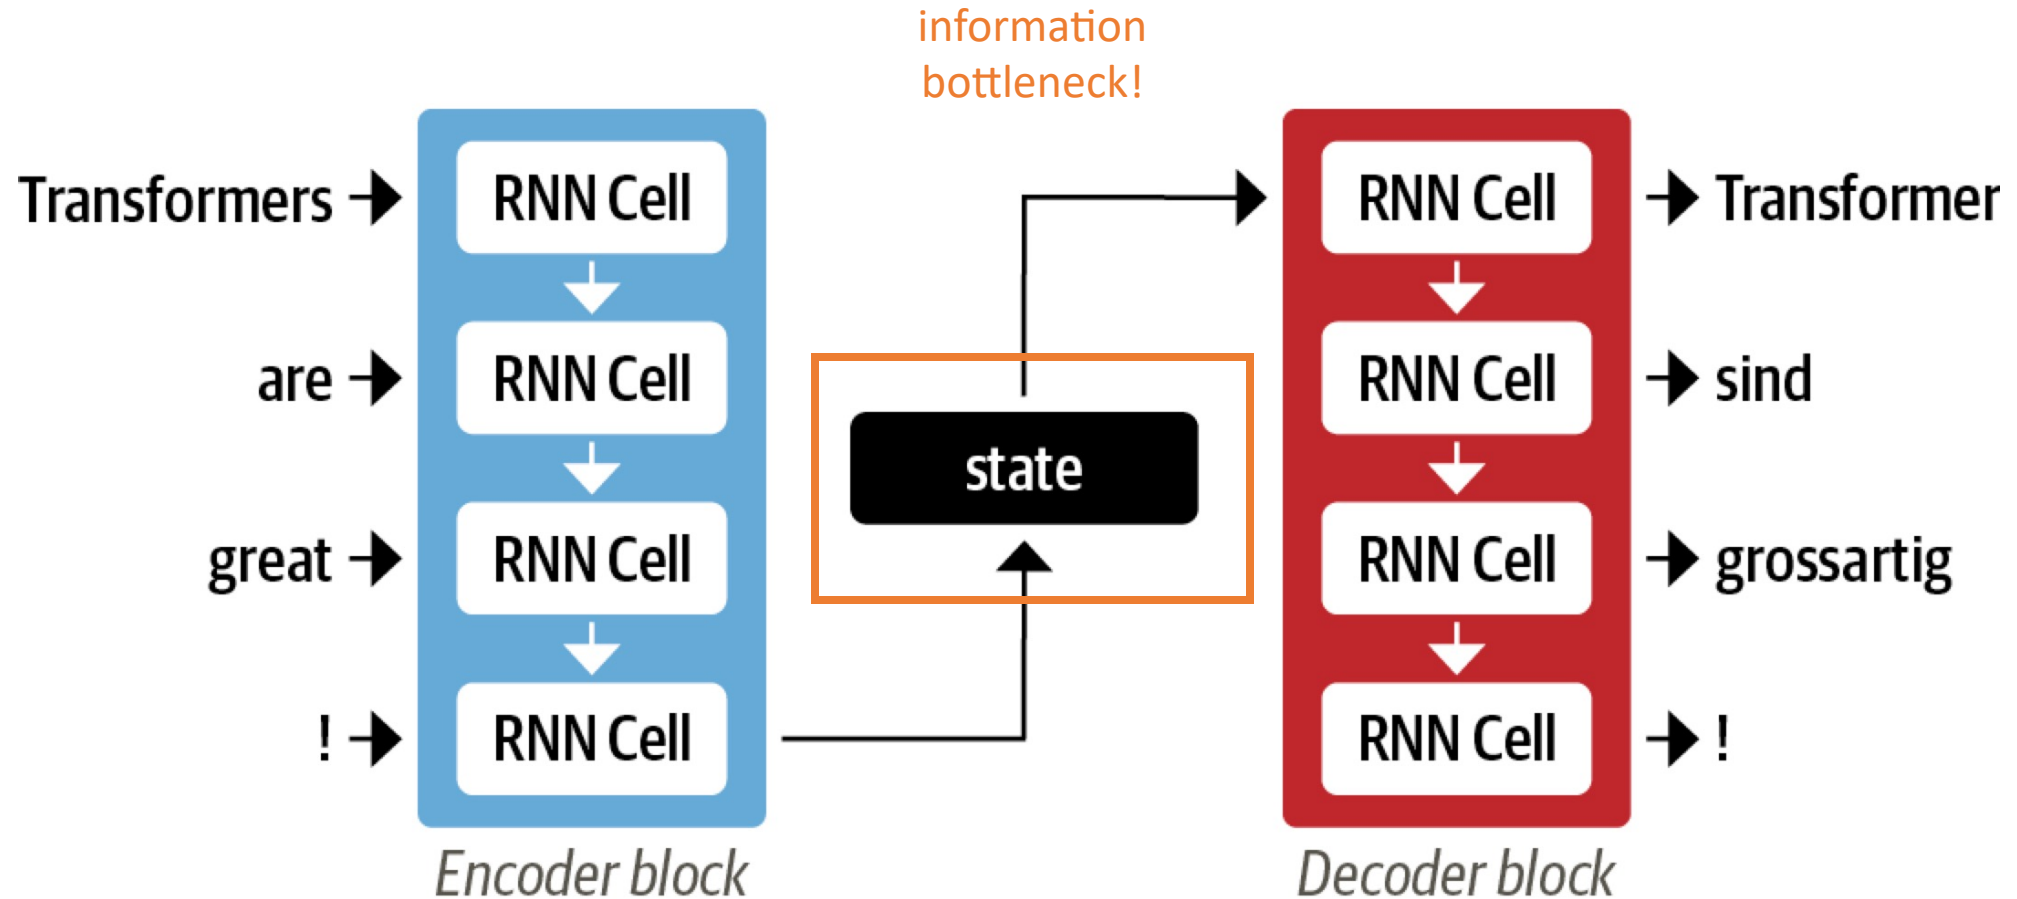 information
bottleneck!
Transformers
RNN Cell
RNN Cell
Transformer
are
RNN Cell
RNN Cell
sind
state
great
RNN Cell
RNN Cell
grossartig
!
RNN Cell
RNN Cell
!
Encoder block
Decoder block